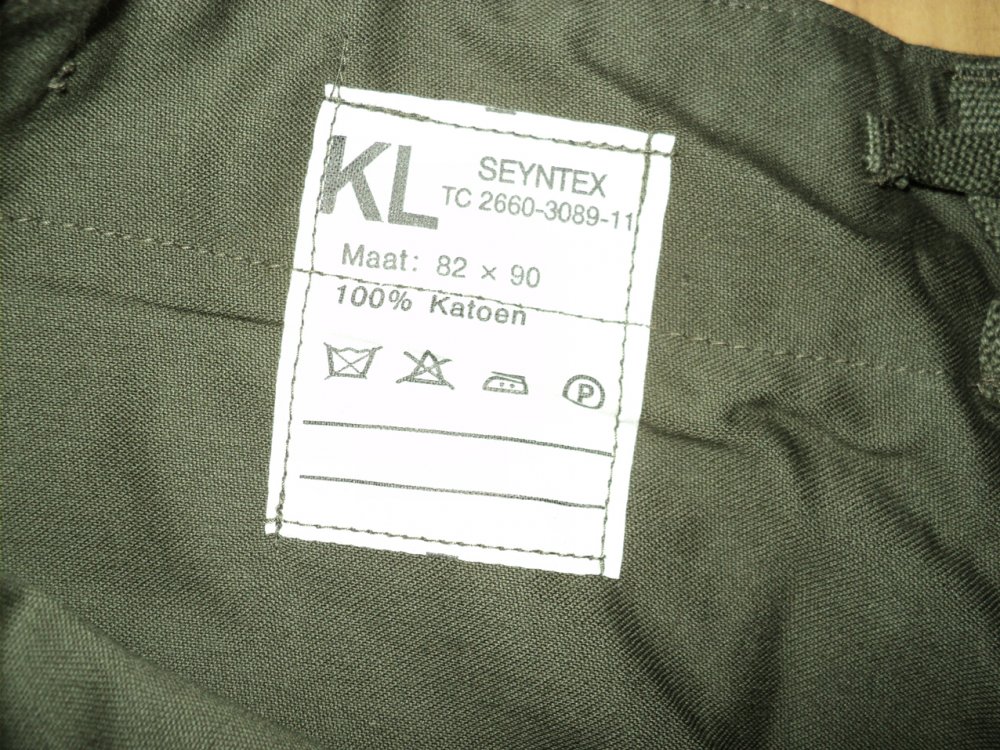 KL
SEYNTEX
TC 2660-3089-11
Maat: 82 × 90
100% Katoen
P